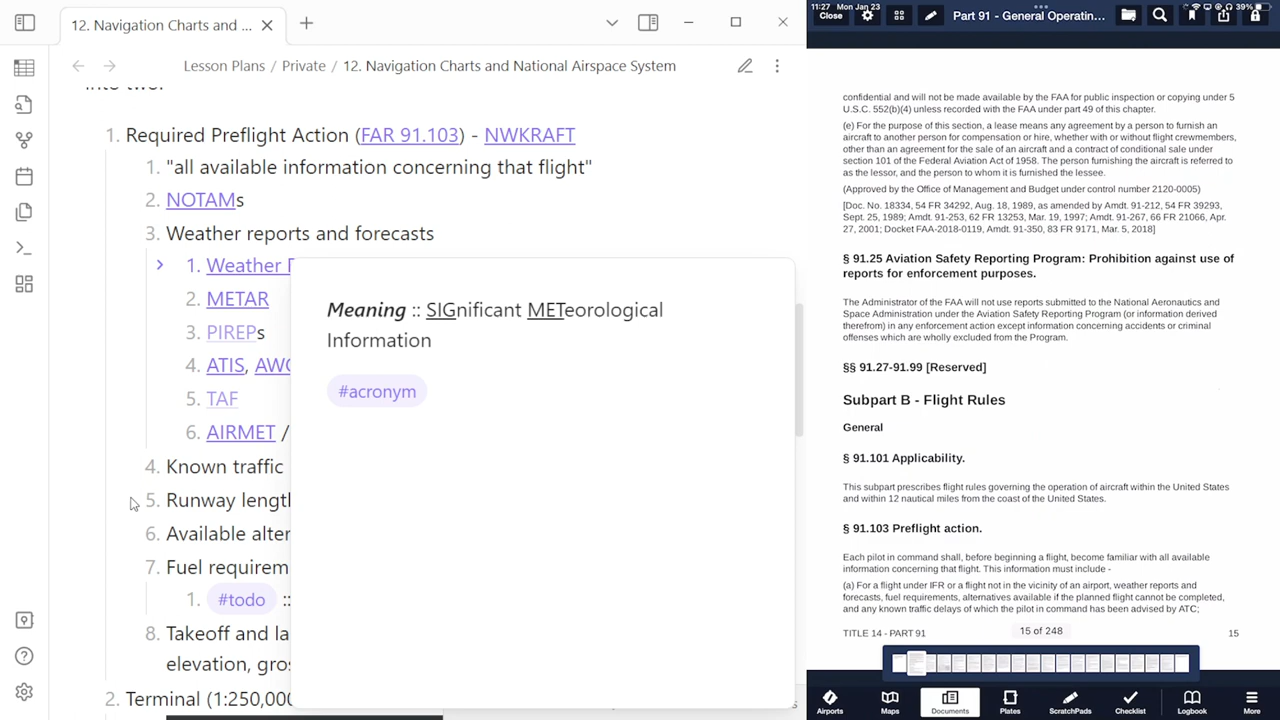 12. Navigation Charts and ...
Lesson Plans / Private / 12. Navigation Charts and National Airspace System
into two:
1. Required Preflight Action (FAR 91.103) - NWKRAFT
1. "all available information concerning that flight"
2. NOTAMs
3. Weather reports and forecasts
1. Weather
2. METAR
3. PIREPs
4. ATIS, AWO
5. TAF
6. AIRMET /
4. Known traffic
5. Runway lengt
6. Available alter
7. Fuel requirem
1. #todo ::
8. Takeoff and la
elevation, gros
2. Terminal (1:250,000
Meaning :: SIGnificant METeorological
Information
#acronym
11:27 Mon Jan 23
39%
Close
Part 91 - General Operatin...
confidential and will not be made available by the FAA for public inspection or copying under 5
U.S.C. 552(b)(4) unless recorded with the FAA under part 49 of this chapter.
(e) For the purpose of this section, a lease means any agreement by a person to furnish an
aircraft to another person for compensation or hire, whether with or without flight crewmembers,
other than an agreement for the sale of an aircraft and a contract of conditional sale under
section 101 of the Federal Aviation Act of 1958. The person furnishing the aircraft is referred to
as the lessor, and the person to whom it is furnished the lessee.
(Approved by the Office of Management and Budget under control number 2120-0005)
[Doc. No. 18334, 54 FR 34292, Aug. 18, 1989, as amended by Amdt. 91-212, 54 FR 39293,
Sept. 25, 1989; Amdt. 91-253, 62 FR 13253, Mar. 19, 1997; Amdt. 91-267, 66 FR 21066, Apr.
27, 2001; Docket FAA-2018-0119, Amdt. 91-350, 83 FR 9171, Mar. 5, 2018]
§ 91.25 Aviation Safety Reporting Program: Prohibition against use of
reports for enforcement purposes.
The Administrator of the FAA will not use reports submitted to the National Aeronautics and
Space Administration under the Aviation Safety Reporting Program (or information derived
therefrom) in any enforcement action except information concerning accidents or criminal
offenses which are wholly excluded from the Program.
§§ 91.27-91.99 [Reserved]
Subpart B - Flight Rules
General
§ 91.101 Applicability.
This subpart prescribes flight rules governing the operation of aircraft within the United States
and within 12 nautical miles from the coast of the United States.
§ 91.103 Preflight action.
Each pilot in command shall, before beginning a flight, become familiar with all available
information concerning that flight. This information must include -
(a) For a flight under IFR or a flight not in the vicinity of an airport, weather reports and
forecasts, fuel requirements, alternatives available if the planned flight cannot be completed,
and any known traffic delays of which the pilot in command has been advised by ATC;
TITLE 14 - PART 91
15 of 248
15
Airports
Maps
Documents
Plates
ScratchPads
Checklist
Logbook
More